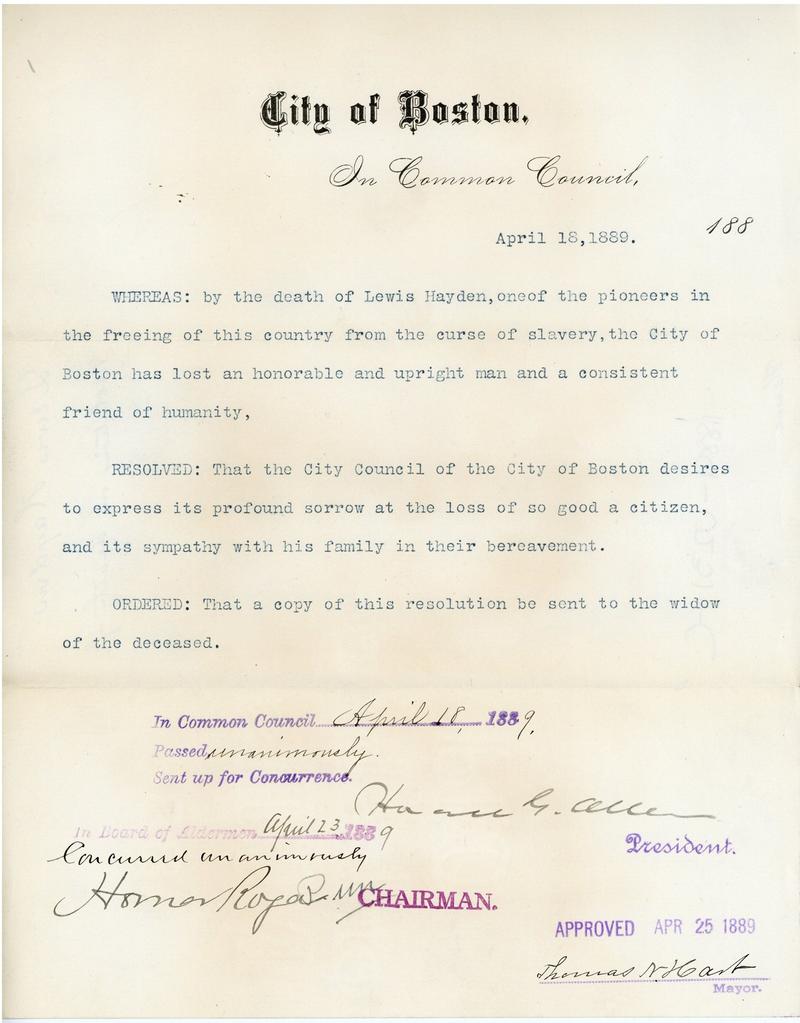 City of Boston.
In Common Council,
April 18,1889. 188
WHEREAS: by the death of Lewis Hayden,oneof the pioneers in
the freeing of this country from the curse of slavery,the City of
Boston has lost an honorable and upright man and a consistent
friend of humanity,
RESOLVED: That the City Council of the City of Boston desires
to express its profound sorrow at the loss of so good a citizen,
and its sympathy with his family in their bereavement.
ORDERED: That a copy of this resolution be sent to the widow
of the deceased.
In Common Council April 18, 1889.
Passed, unanimously.
Sent up for Concurrence.
Horace G. Allen
President.
In Board of Aldermen April 23, 1889
Concurred unanimously
Homer Rogers
CHAIRMAN.
APPROVED APR 25 1889
Thomas N. Hart
Mayor.